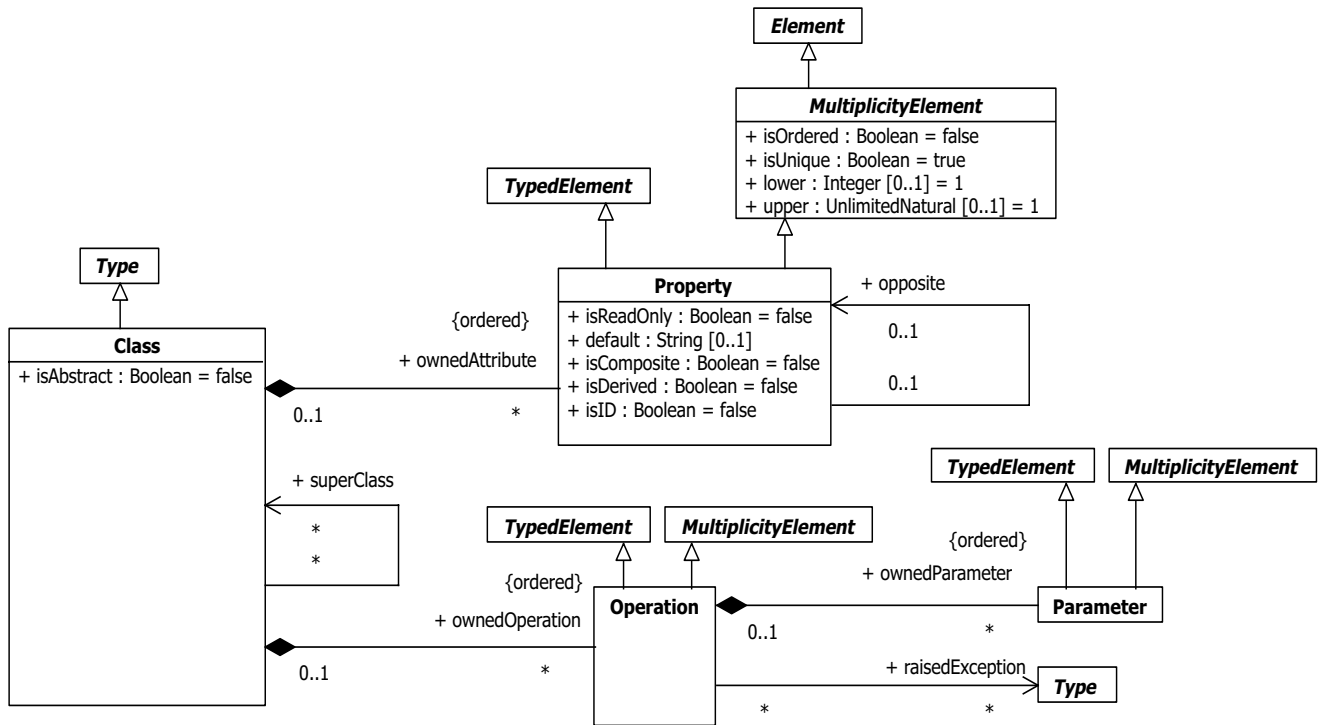 Element
MultiplicityElement
+ isOrdered : Boolean = false
+ isUnique : Boolean = true
+ lower : Integer [0..1] = 1
+ upper : UnlimitedNatural [0..1] = 1
TypedElement
Type
Property
+ isReadOnly : Boolean = false
+ default : String [0..1]
+ isComposite : Boolean = false
+ isDerived : Boolean = false
+ isID : Boolean = false
+ opposite
0..1
0..1
Class
+ isAbstract : Boolean = false
{ordered}
+ ownedAttribute
0..1
*
+ superClass
*
*
TypedElement
MultiplicityElement
TypedElement
MultiplicityElement
{ordered}
+ ownedOperation
0..1
*
Operation
{ordered}
+ ownedParameter
0..1
*
Parameter
+ raisedException
*
*
Type